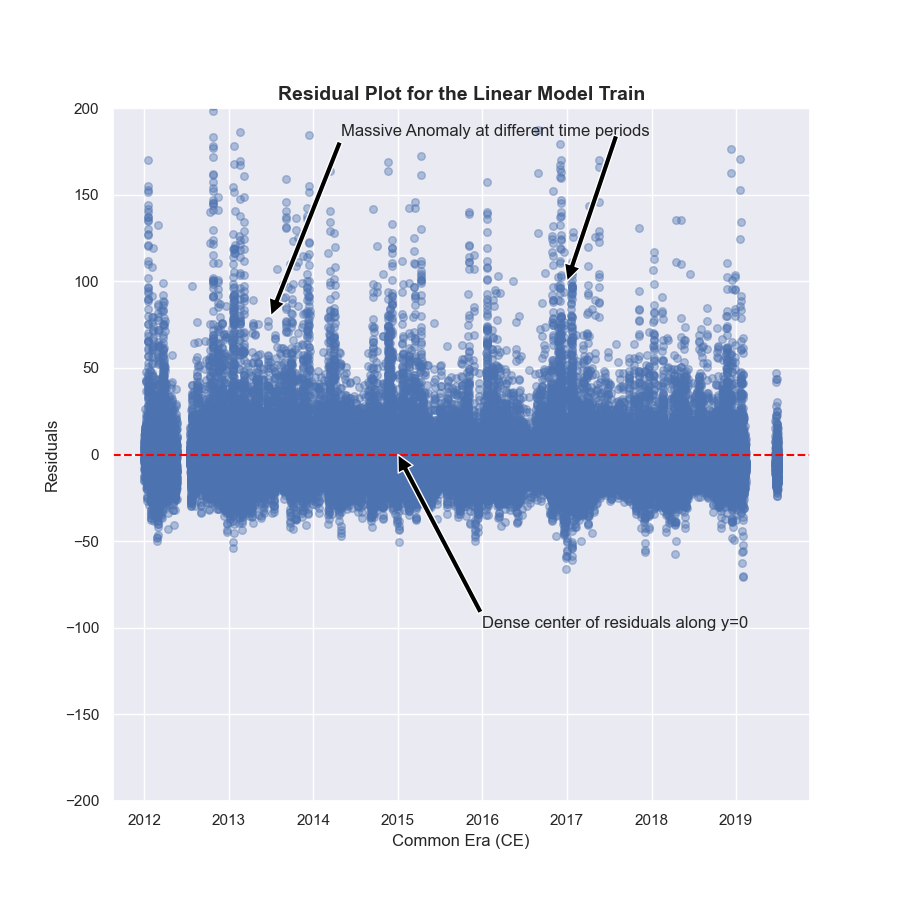 Residual Plot for the Linear Model Train
200
Massive Anomaly at different time periods
150
100
50
0
−50
−100
Dense center of residuals along y=0
−150
−200
Residuals
2012 2013 2014 2015 2016 2017 2018 2019
Common Era (CE)